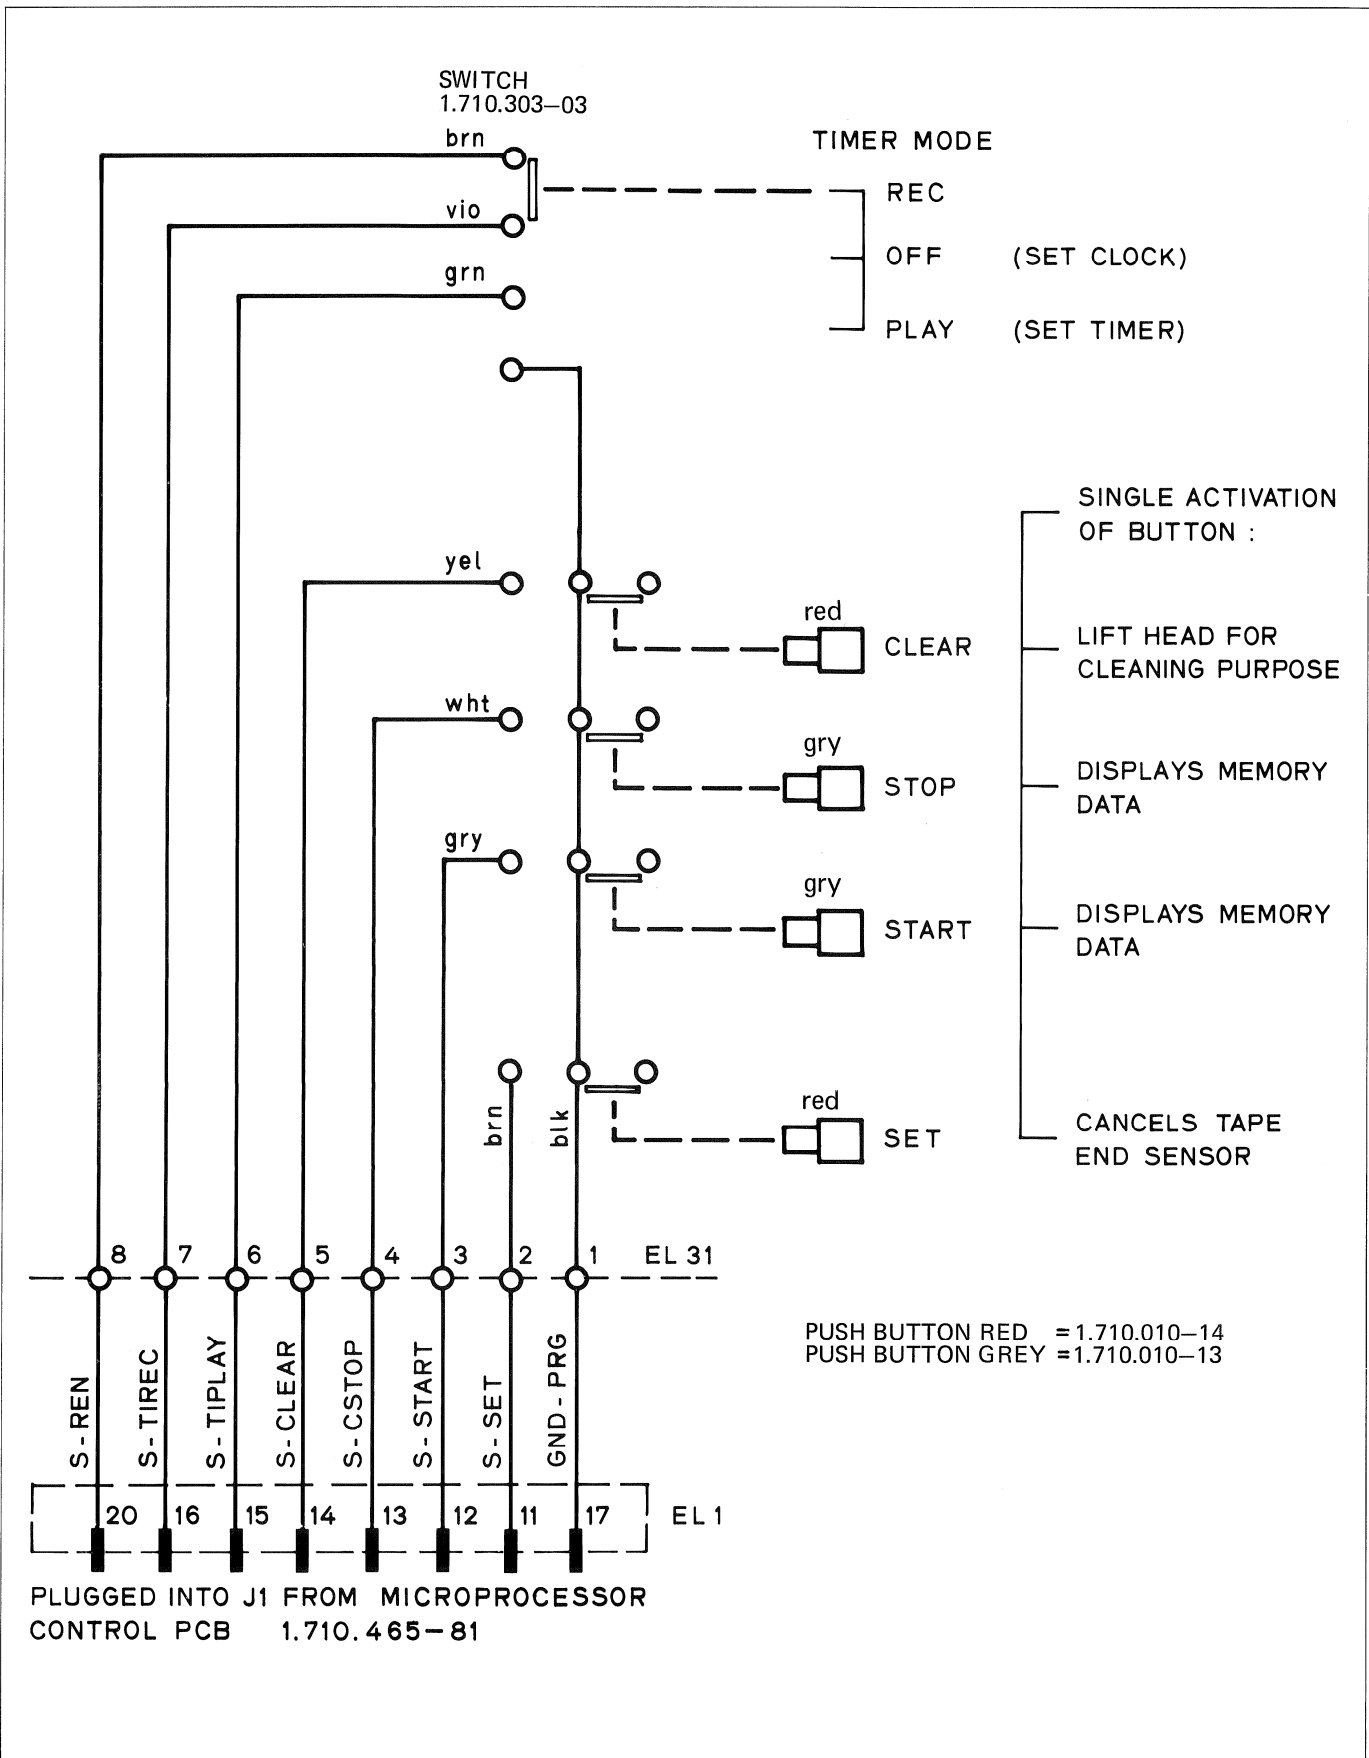 SWITCH
1.710.303–03
brn
TIMER MODE
REC
vio
OFF (SET CLOCK)
grn
PLAY (SET TIMER)
SINGLE ACTIVATION
OF BUTTON :
yel
red
CLEAR
LIFT HEAD FOR
CLEANING PURPOSE
wht
gry
STOP
DISPLAYS MEMORY
DATA
gry
gry
START
DISPLAYS MEMORY
DATA
brn
blk
red
SET
CANCELS TAPE
END SENSOR
8 7 6 5 4 3 2 1 EL 31
PUSH BUTTON RED = 1.710.010–14
PUSH BUTTON GREY = 1.710.010–13
S-REN
S-TIREC
S-TIPLAY
S-CLEAR
S-CSTOP
S-START
S-SET
GND-PRG
20 16 15 14 13 12 11 17 EL 1
PLUGGED INTO J1 FROM MICROPROCESSOR
CONTROL PCB 1.710.465-81